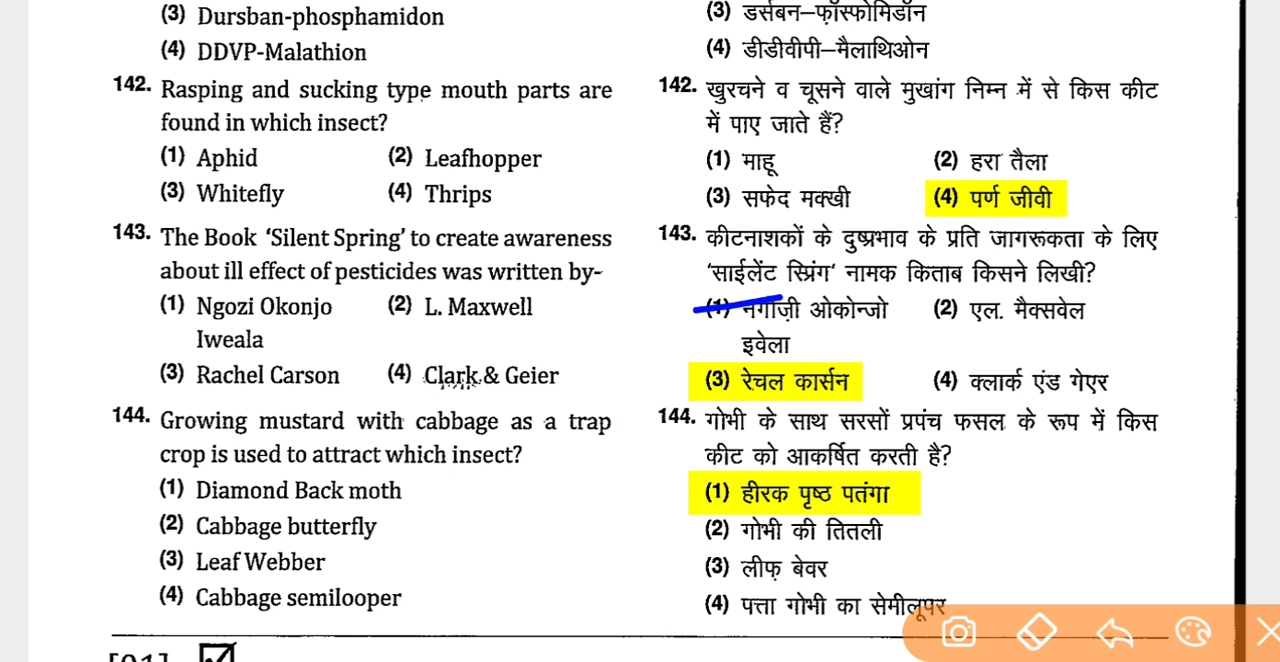 (3) Dursban-phosphamidon
(4) DDVP-Malathion
142. Rasping and sucking type mouth parts are
found in which insect?
(1) Aphid (2) Leafhopper
(3) Whitefly (4) Thrips
143. The Book ‘Silent Spring’ to create awareness
about ill effect of pesticides was written by-
(1) Ngozi Okonjo (2) L. Maxwell
Iweala
(3) Rachel Carson (4) Clark & Geier
144. Growing mustard with cabbage as a trap
crop is used to attract which insect?
(1) Diamond Back moth
(2) Cabbage butterfly
(3) Leaf Webber
(4) Cabbage semilooper
(3) डर्सबन–फ़ॉस्फोमिडॉन
(4) डीडीवीपी–मैलाथिओन
142. खुरचने व चूसने वाले मुखांग निम्न में से किस कीट
में पाए जाते हैं?
(1) माहू (2) हरा तैला
(3) सफेद मक्खी (4) पर्ण जीवी
143. कीटनाशकों के दुष्प्रभाव के प्रति जागरूकता के लिए
‘साईलेंट स्प्रिंग’ नामक किताब किसने लिखी?
(1) नगोज़ी ओकोन्जो (2) एल. मैक्सवेल
इवेला
(3) रेचल कार्सन (4) क्लार्क एंड गेएर
144. गोभी के साथ सरसों प्रपंच फसल के रूप में किस
कीट को आकर्षित करती है?
(1) हीरक पृष्ठ पतंगा
(2) गोभी की तितली
(3) लीफ़ वेबर
(4) पत्ता गोभी का सेमीलूपर